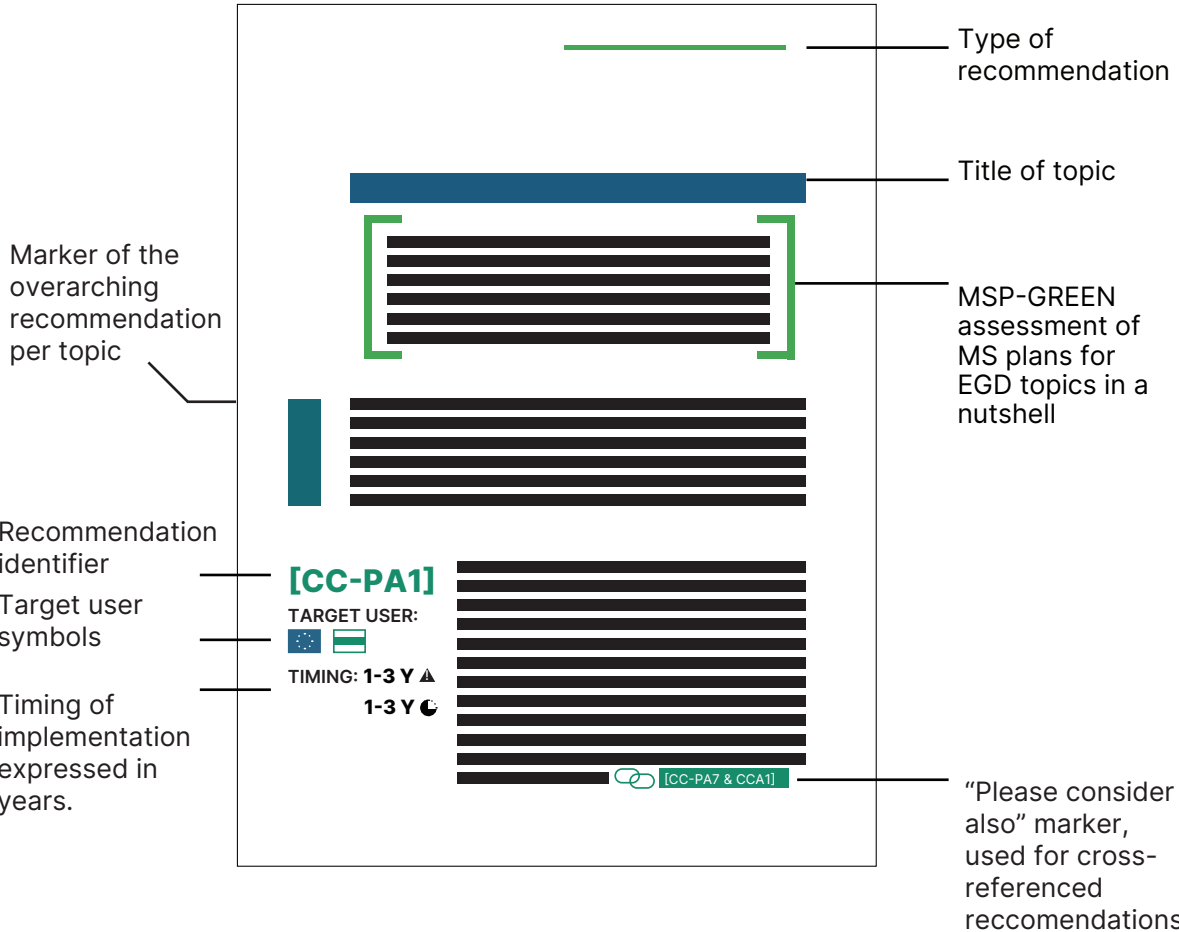 Type of
recommendation
Title of topic
Marker of the
overarching
recommendation
per topic
MSP-GREEN
assessment of
MS plans for
EGD topics in a
nutshell
Recommendation
identifier
[CC-PA1]
Target user
symbols
TARGET USER:
TIMING: 1-3 Y
1-3 Y
Timing of
implementation
expressed in
years.
[CC-PA7 & CCA1]
“Please consider
also” marker,
used for cross-
referenced
reccomendations